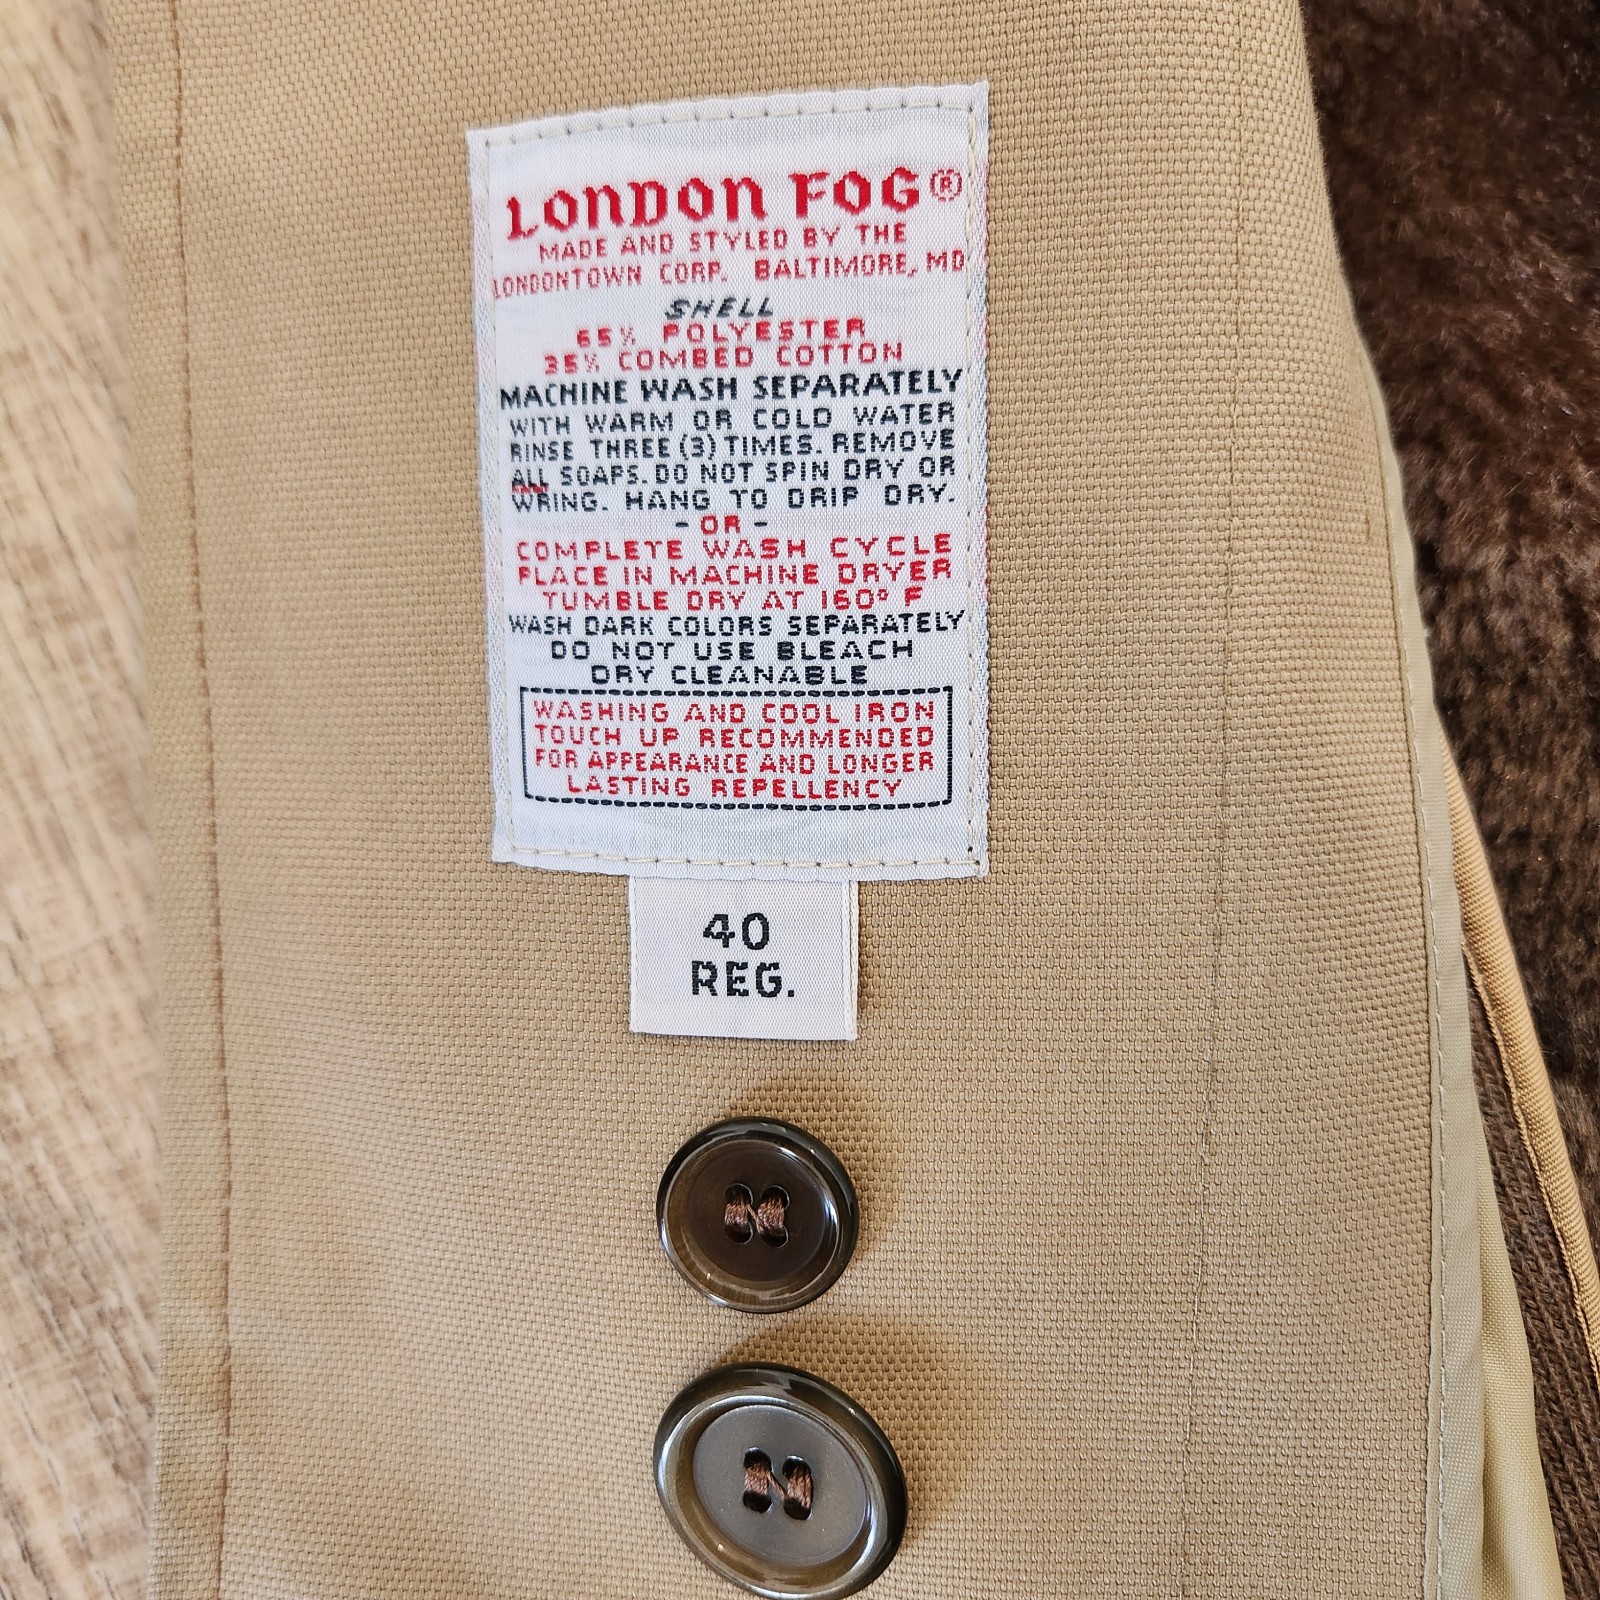 LONDON FOG®
MADE AND STYLED BY THE
LONDONTOWN CORP. BALTIMORE, MD
SHELL
65% POLYESTER
35% COMBED COTTON
MACHINE WASH SEPARATELY
WITH WARM OR COLD WATER
RINSE THREE (3) TIMES. REMOVE
ALL SOAPS. DO NOT SPIN DRY OR
WRING. HANG TO DRIP DRY.
- OR -
COMPLETE WASH CYCLE
PLACE IN MACHINE DRYER
TUMBLE DRY AT 160° F
WASH DARK COLORS SEPARATELY
DO NOT USE BLEACH
DRY CLEANABLE
WASHING AND COOL IRON
TOUCH UP RECOMMENDED
FOR APPEARANCE AND LONGER
LASTING REPELLENCY
40
REG.